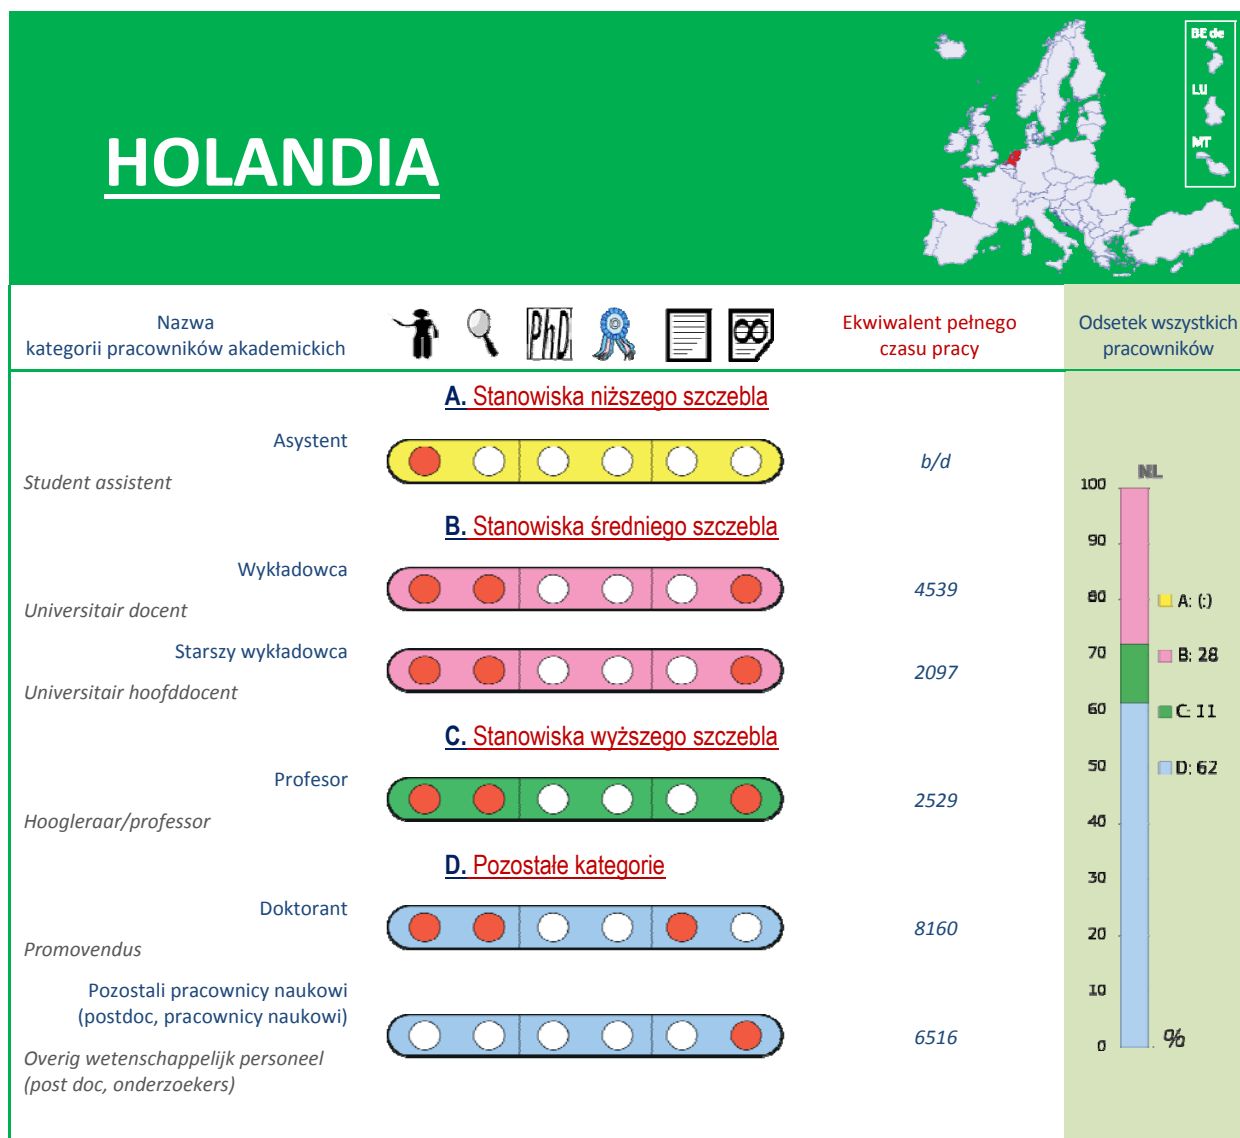 HOLANDIA
BE de
LU
MT
Nazwa
kategorii pracowników akademickich
PhD
Ekwiwalent pełnego
czasu pracy
Odsetek wszystkich
pracowników
A. Stanowiska niższego szczebla
Asystent
Student assistent
b/d
B. Stanowiska średniego szczebla
Wykładowca
Universitair docent
4539
Starszy wykładowca
Universitair hoofddocent
2097
C. Stanowiska wyższego szczebla
Profesor
Hoogleraar/professor
2529
D. Pozostałe kategorie
Doktorant
Promovendus
8160
Pozostali pracownicy naukowi
(postdoc, pracownicy naukowi)
Overig wetenschappelijk personeel
(post doc, onderzoekers)
6516
NL
100
90
80
70
60
50
40
30
20
10
0
%
A: (:)
B: 28
C: 11
D: 62